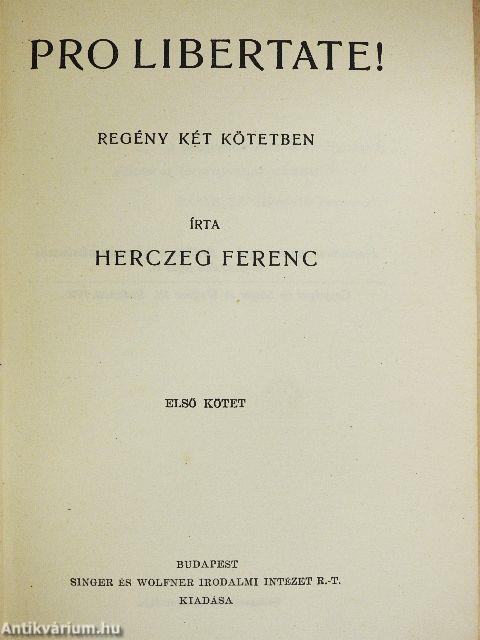 PRO LIBERTATE!
REGÉNY KÉT KÖTETBEN
ÍRTA
HERCZEG FERENC
ELSŐ KÖTET
BUDAPEST
SINGER ÉS WOLFNER IRODALMI INTÉZET R.-T.
KIADÁSA
Antikvárium.hu